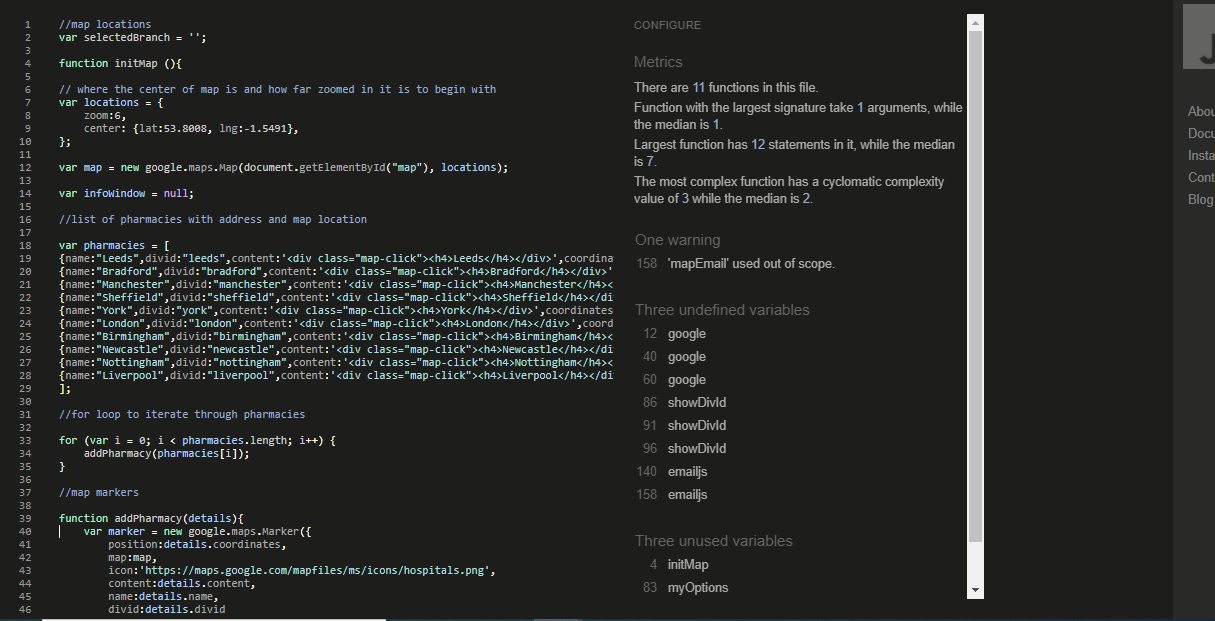 1 //map locations
2 var selectedBranch = '';
3
4 function initMap (){
5
6 // where the center of map is and how far zoomed in it is to begin with
7 var locations = {
8 zoom:6,
9 center: {lat:53.8008, lng:-1.5491},
10 };
11
12 var map = new google.maps.Map(document.getElementById("map"), locations);
13
14 var infoWindow = null;
15
16 //list of pharmacies with address and map location
17
18 var pharmacies = [
19 {name:"Leeds",divid:"leeds",content:'<div class="map-click"><h4>Leeds</h4></div>',coordina
20 {name:"Bradford",divid:"bradford",content:'<div class="map-click"><h4>Bradford</h4></div>'
21 {name:"Manchester",divid:"manchester",content:'<div class="map-click"><h4>Manchester</h4><
22 {name:"Sheffield",divid:"sheffield",content:'<div class="map-click"><h4>Sheffield</h4></di
23 {name:"York",divid:"york",content:'<div class="map-click"><h4>York</h4></div>',coordinates
24 {name:"London",divid:"london",content:'<div class="map-click"><h4>London</h4></div>',coord
25 {name:"Birmingham",divid:"birmingham",content:'<div class="map-click"><h4>Birmingham</h4><
26 {name:"Newcastle",divid:"newcastle",content:'<div class="map-click"><h4>Newcastle</h4></di
27 {name:"Nottingham",divid:"nottingham",content:'<div class="map-click"><h4>Nottingham</h4><
28 {name:"Liverpool",divid:"liverpool",content:'<div class="map-click"><h4>Liverpool</h4></di
29 ];
30
31 //for loop to iterate through pharmacies
32
33 for (var i = 0; i < pharmacies.length; i++) {
34 addPharmacy(pharmacies[i]);
35 }
36
37 //map markers
38
39 function addPharmacy(details){
40 var marker = new google.maps.Marker({
41 position:details.coordinates,
42 map:map,
43 icon:'https://maps.google.com/mapfiles/ms/icons/hospitals.png',
44 content:details.content,
45 name:details.name,
46 divid:details.divid
CONFIGURE
Metrics
There are 11 functions in this file.
Function with the largest signature take 1 arguments, while
the median is 1.
Largest function has 12 statements in it, while the median
is 7.
The most complex function has a cyclomatic complexity
value of 3 while the median is 2.
One warning
158 'mapEmail' used out of scope.
Three undefined variables
12 google
40 google
60 google
86 showDivId
91 showDivId
96 showDivId
140 emailjs
158 emailjs
Three unused variables
4 initMap
83 myOptions
J
Abou
Docu
Insta
Cont
Blog